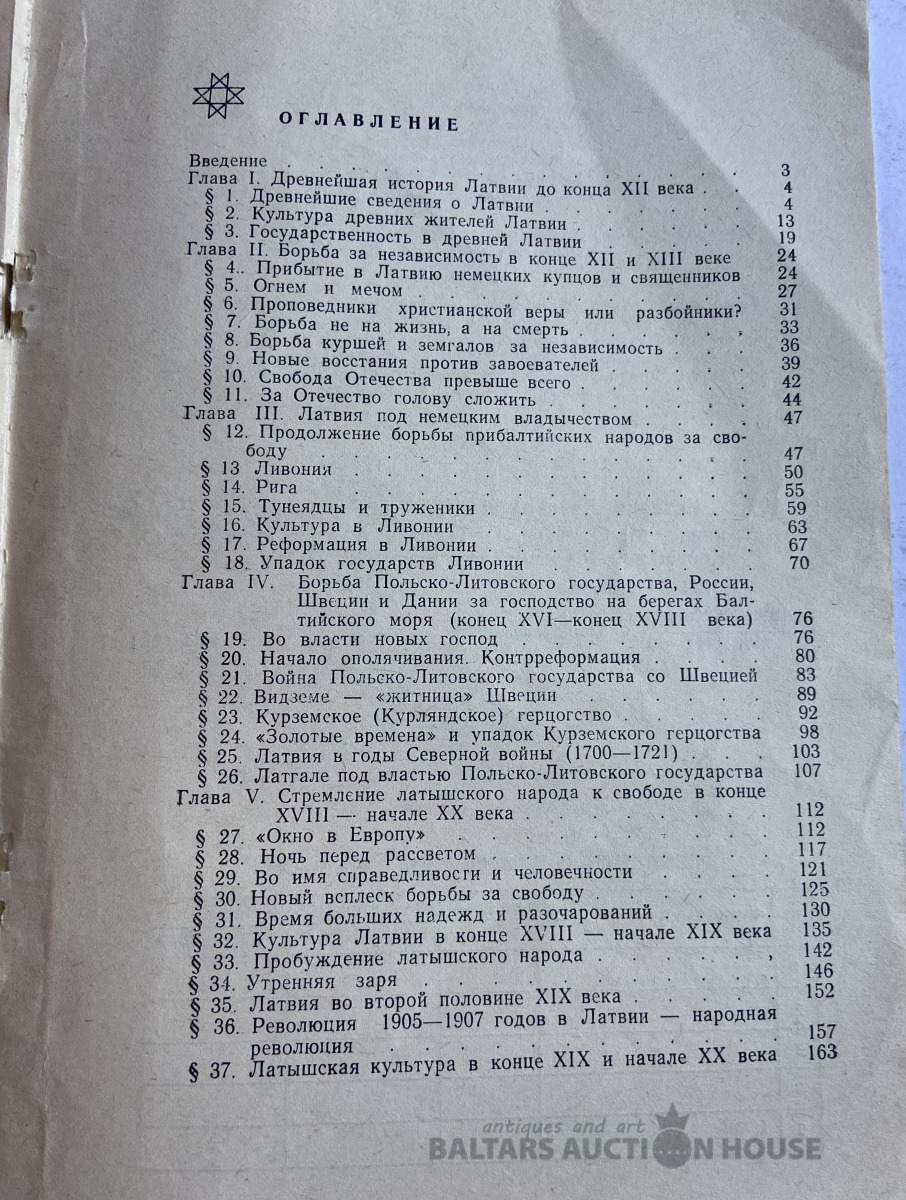 ОГЛАВЛЕНИЕ
Введение . . . . . . . . . . . . . 3
Глава I. Древнейшая история Латвии до конца XII века . . 4
§ 1. Древнейшие сведения о Латвии . . . . . . . 4
§ 2. Культура древних жителей Латвии . . . . . . 13
§ 3. Государственность в древней Латвии . . . . . 19
Глава II. Борьба за независимость в конце XII и XIII веке 24
§ 4.. Прибытие в Латвию немецких купцов и священников 24
§ 5. Огнем и мечом . . . . . . . . . . . 27
§ 6. Проповедники христианской веры или разбойники? 31
§ 7. Борьба не на жизнь, а на смерть . . . . . . 33
§ 8. Борьба куршей и земгалов за независимость . . . 36
§ 9. Новые восстания против завоевателей . . . . . 39
§ 10. Свобода Отечества превыше всего . . . . . . 42
§ 11. За Отечество голову сложить . . . . . . . 44
Глава III. Латвия под немецким владычеством . . . . 47
§ 12. Продолжение борьбы прибалтийских народов за сво-
боду . . . . . . . . . . . . . 47
§ 13 Ливония . . . . . . . . . . . . 50
§ 14. Рига . . . . . . . . . . . . 55
§ 15. Тунеядцы и труженики . . . . . . . . 59
§ 16. Культура в Ливонии . . . . . . . . . 63
§ 17. Реформация в Ливонии . . . . . . . . 67
§ 18. Упадок государств Ливонии . . . . . . 70
Глава IV. Борьба Польско-Литовского государства, России,
Швеции и Дании за господство на берегах Бал-
тийского моря (конец XVI—конец XVIII века) 76
§ 19. Во власти новых господ . . . . . . . 76
§ 20. Начало ополячивания. Контрреформация . . . . 80
§ 21. Война Польско-Литовского государства со Швецией 83
§ 22. Видземе — «житница» Швеции . . . . . 89
§ 23. Курземское (Курляндское) герцогство . . . . . 92
§ 24. «Золотые времена» и упадок Курземского герцогства 98
§ 25. Латвия в годы Северной войны (1700—1721) . . . 103
§ 26. Латгале под властью Польско-Литовского государства 107
Глава V. Стремление латышского народа к свободе в конце
XVIII — начале XX века . . . . . . . . 112
§ 27. «Окно в Европу» . . . . . . . . . 112
§ 28. Ночь перед рассветом . . . . . . . . 117
§ 29. Во имя справедливости и человечности . . . . 121
§ 30. Новый всплеск борьбы за свободу . . . . . 125
§ 31. Время больших надежд и разочарований . . . . 130
§ 32. Культура Латвии в конце XVIII — начале XIX века 135
§ 33. Пробуждение латышского народа . . . . . , 142
§ 34. Утренняя заря . . . . . . . . . . 146
§ 35. Латвия во второй половине XIX века . . . . . 152
§ 36. Революция 1905—1907 годов в Латвии — народная
революция . . . . . . . . . . . 157
§ 37. Латышская культура в конце XIX и начале XX века 163
antiques and art
BALTARS AUCTION HOUSE